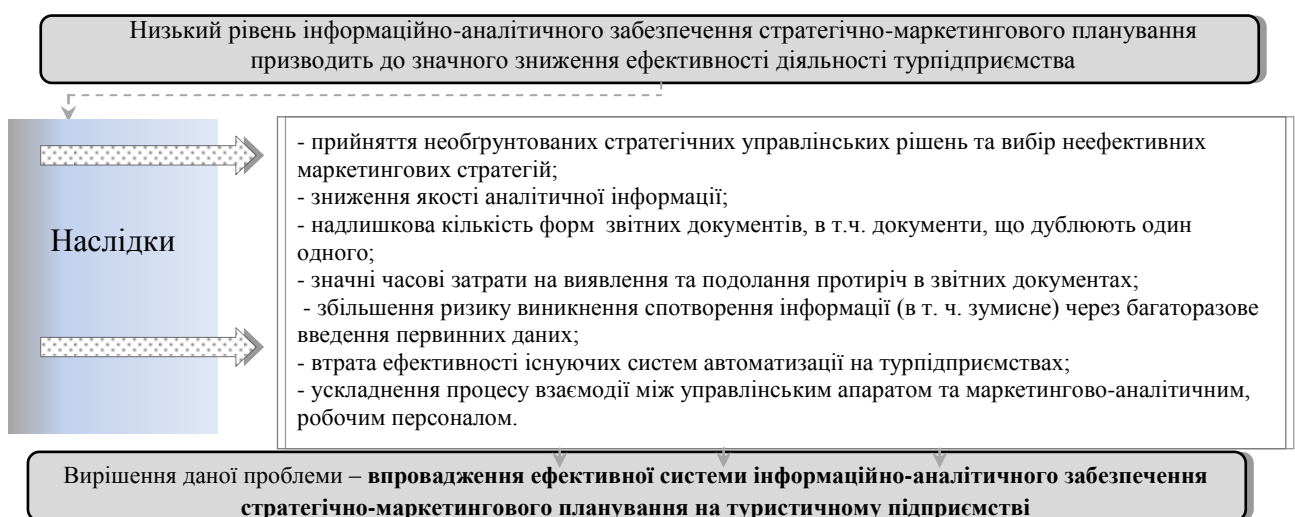 Низький рівень інформаційно-аналітичного забезпечення стратегічно-маркетингового планування
призводить до значного зниження ефективності діяльності турпідприємства
Наслідки
- прийняття необґрунтованих стратегічних управлінських рішень та вибір неефективних
маркетингових стратегій;
- зниження якості аналітичної інформації;
- надлишкова кількість форм звітних документів, в т.ч. документи, що дублюють один
одного;
- значні часові затрати на виявлення та подолання протиріч в звітних документах;
- збільшення ризику виникнення спотворення інформації (в т. ч. зумисне) через багаторазове
введення первинних даних;
- втрата ефективності існуючих систем автоматизації на турпідприємствах;
- ускладнення процесу взаємодії між управлінським апаратом та маркетингово-аналітичним,
робочим персоналом.
Вирішення даної проблеми – впровадження ефективної системи інформаційно-аналітичного забезпечення
стратегічно-маркетингового планування на туристичному підприємстві